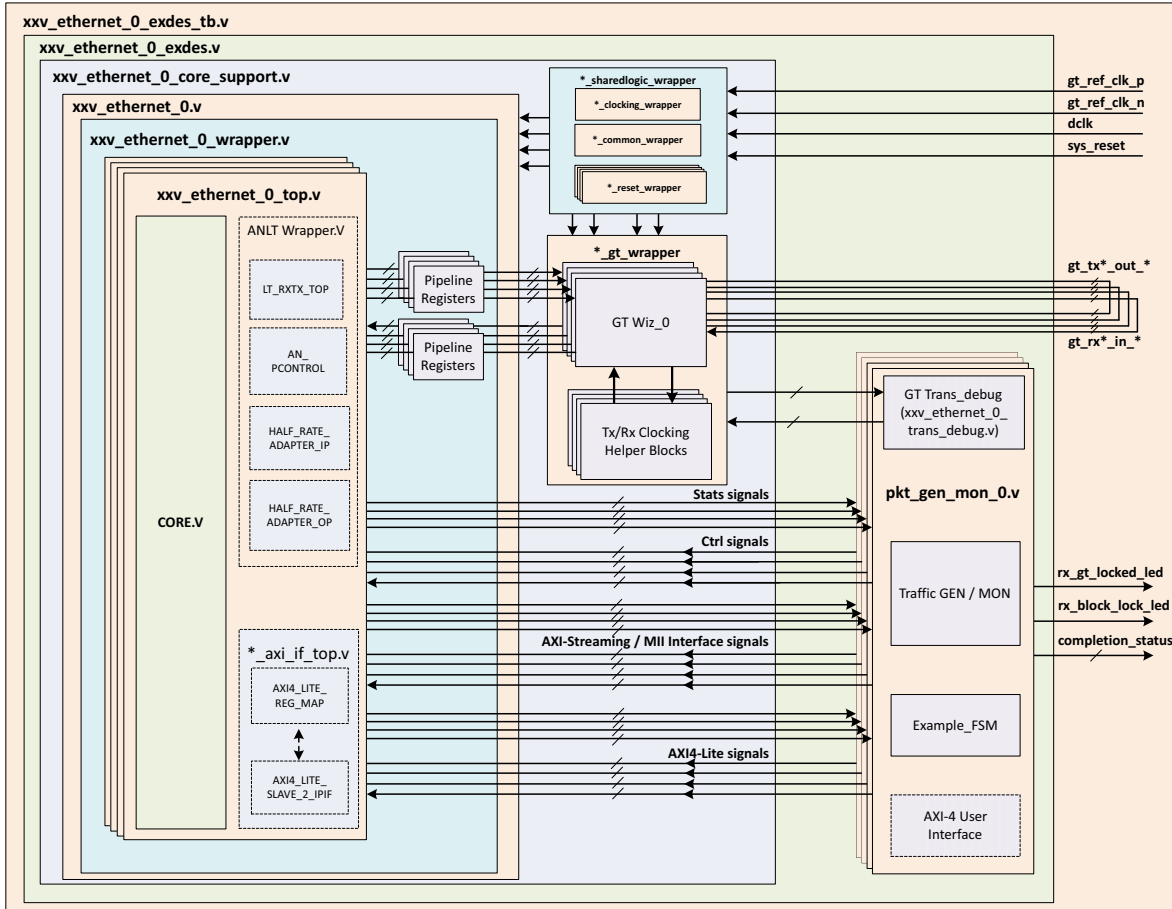 xxv_ethernet_0_exdes_tb.v
xxv_ethernet_0_exdes.v
xxv_ethernet_0_core_support.v
xxv_ethernet_0.v
xxv_ethernet_0_wrapper.v
xxv_ethernet_0_top.v
CORE.V
ANLT Wrapper.V
LT_RXTX_TOP
AN_
PCONTROL
HALF_RATE_
ADAPTER_IP
HALF_RATE_
ADAPTER_OP
*_axi_if_top.v
AXI4_LITE_
REG_MAP
AXI4_LITE_
SLAVE_2_IPIF
Pipeline
Registers
Pipeline
Registers
*_sharedlogic_wrapper
*_clocking_wrapper
*_common_wrapper
*_reset_wrapper
*_gt_wrapper
GT Wiz_0
Tx/Rx Clocking
Helper Blocks
Stats signals
Ctrl signals
AXI-Streaming / MII Interface signals
AXI4-Lite signals
gt_ref_clk_p
gt_ref_clk_n
dclk
sys_reset
gt_tx*_out_*
gt_rx*_in_*
GT Trans_debug
(xxv_ethernet_0_
trans_debug.v)
pkt_gen_mon_0.v
Traffic GEN / MON
Example_FSM
AXI-4 User
Interface
rx_gt_locked_led
rx_block_lock_led
completion_status